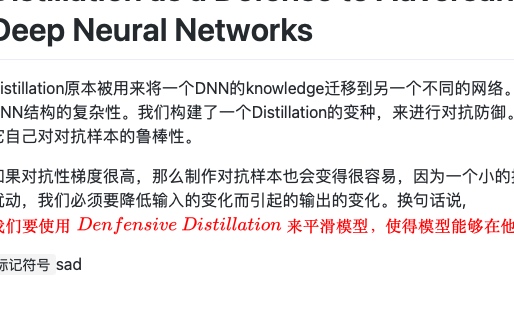 Distillation as a Defense to Adversarial
Deep Neural Networks
istillation原本被用来将一个DNN的knowledge迁移到另一个不同的网络。
NN结构的复杂性。我们构建了一个Distillation的变种，来进行对抗防御。
它自己对对抗样本的鲁棒性。
如果对抗性梯度很高，那么制作对抗样本也会变得很容易，因为一个小的
扰动，我们必须要降低输入的变化而引起的输出的变化。换句话说，
我们要使用 Denfensive Distillation 来平滑模型，使得模型能够在他
标记符号 sad